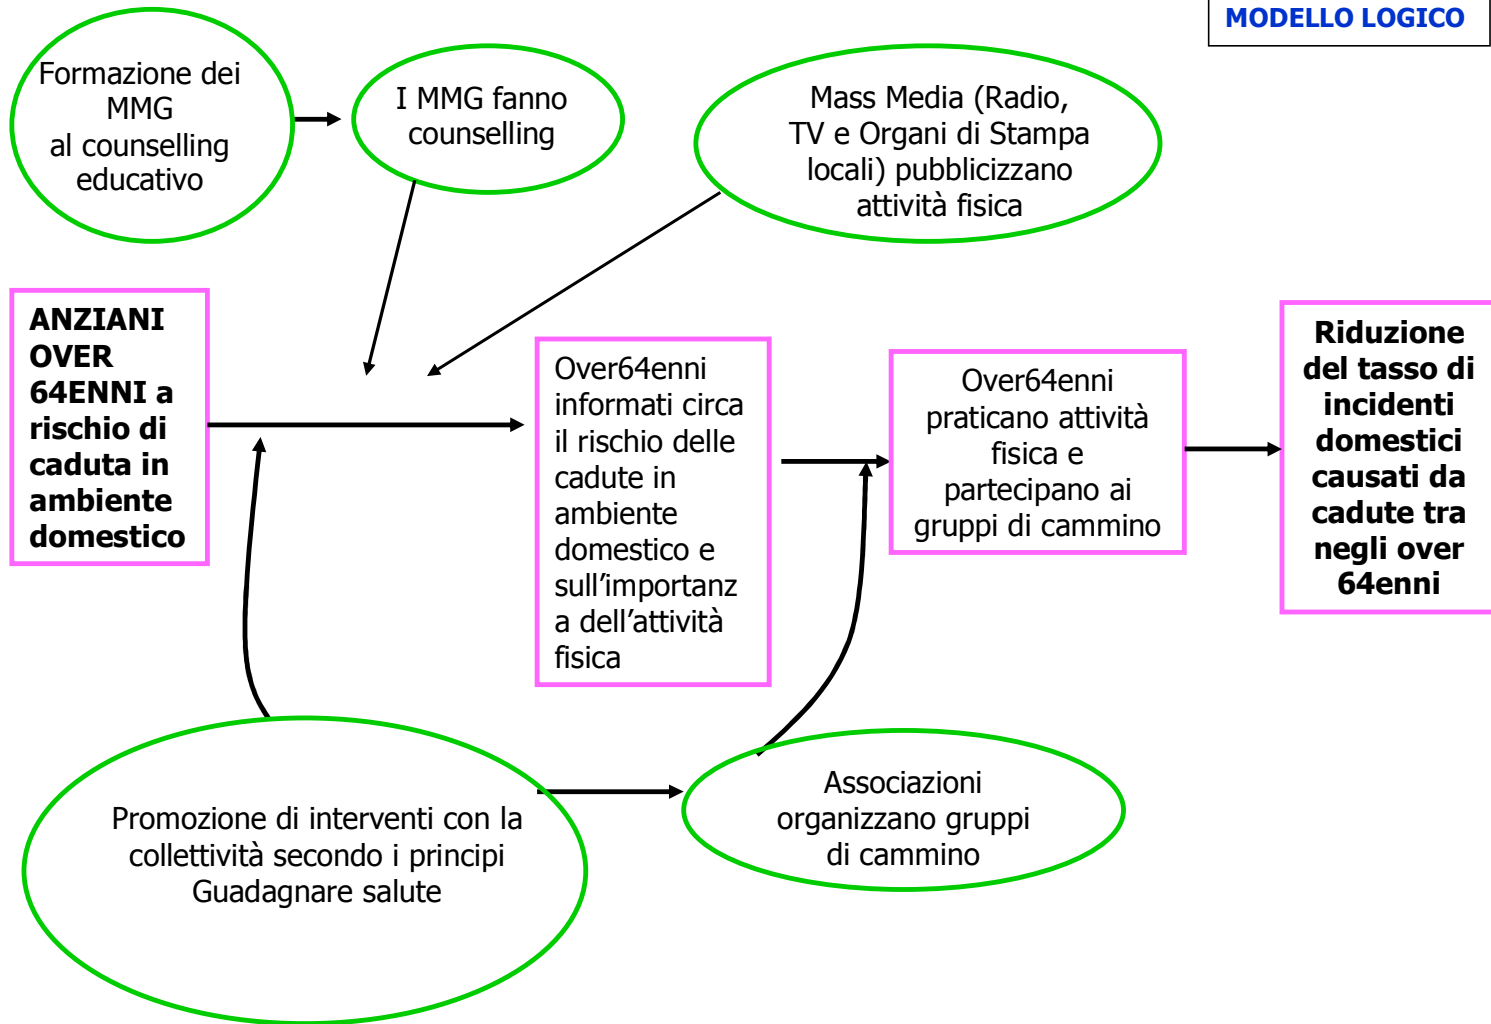 MODELLO LOGICO
Formazione dei
MMG
al counselling
educativo
I MMG fanno
counselling
Mass Media (Radio,
TV e Organi di Stampa
locali) pubblicizzano
attività fisica
ANZIANI
OVER
64ENNI a
rischio di
caduta in
ambiente
domestico
Over64enni
informati circa
il rischio delle
cadute in
ambiente
domestico e
sull’importanz
a dell’attività
fisica
Over64enni
praticano attività
fisica e
partecipano ai
gruppi di cammino
Riduzione
del tasso di
incidenti
domestici
causati da
cadute tra
negli over
64enni
Promozione di interventi con la
collettività secondo i principi
Guadagnare salute
Associazioni
organizzano gruppi
di cammino